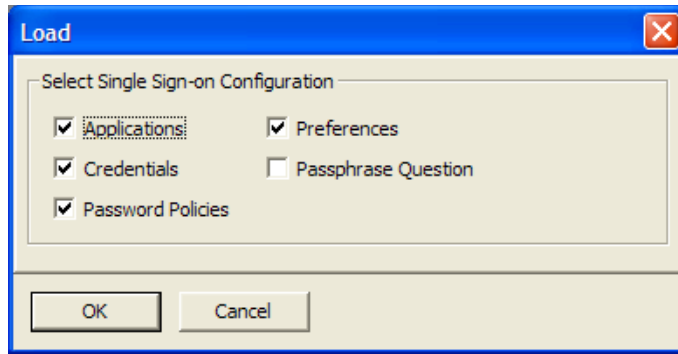 Load
Select Single Sign-on Configuration
Applications Preferences
Credentials Passphrase Question
Password Policies
OK Cancel